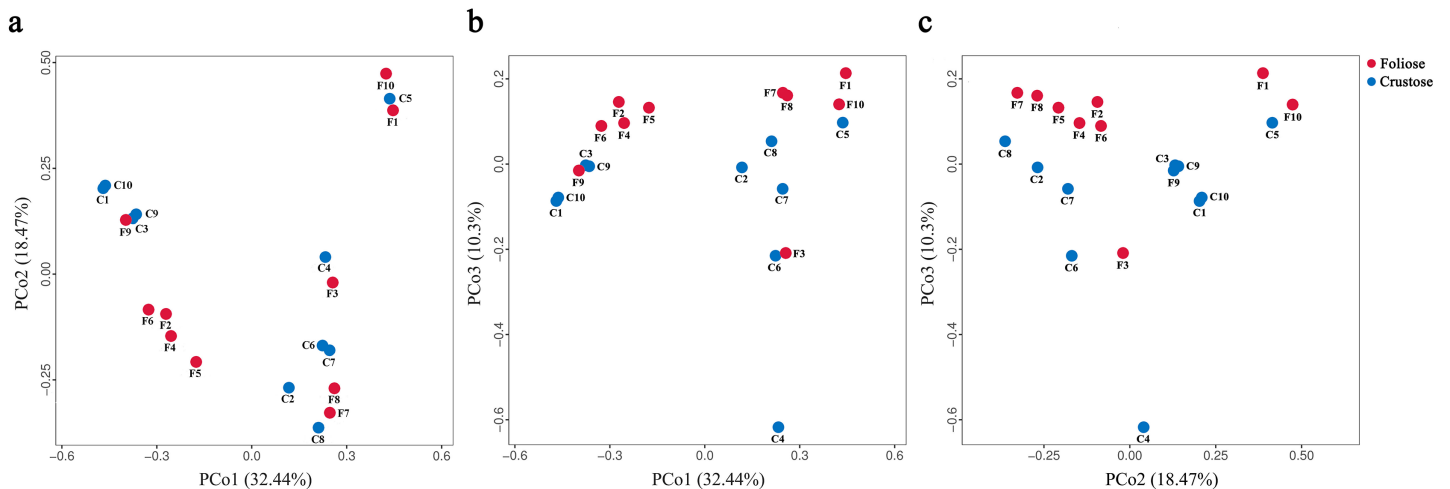 a
b
c
0.50
0.25
0.00
−0.25
PCo2 (18.47%)
F10
C5
F1
C10
C1
C9
F9
C3
C4
F3
F6
F2
F4
F5
C6
C7
C2
F8
F7
C8
−0.6
−0.3
0.0
0.3
0.6
PCo1 (32.44%)
0.2
0.0
−0.2
−0.4
−0.6
PCo3 (10.3%)
F1
F7
F8
F10
F2
F5
F6
F4
C5
C8
C3
C9
F9
C2
C10
C1
C7
C6
F3
C4
−0.6
−0.3
0.0
0.3
0.6
PCo1 (32.44%)
0.2
0.0
−0.2
−0.4
−0.6
PCo3 (10.3%)
F1
F7
F8
F5
F2
F10
F4
F6
C5
C8
C3
C9
C2
F9
C7
C10
C1
C6
F3
C4
−0.25
0.00
0.25
0.50
PCo2 (18.47%)
Foliose
Crustose